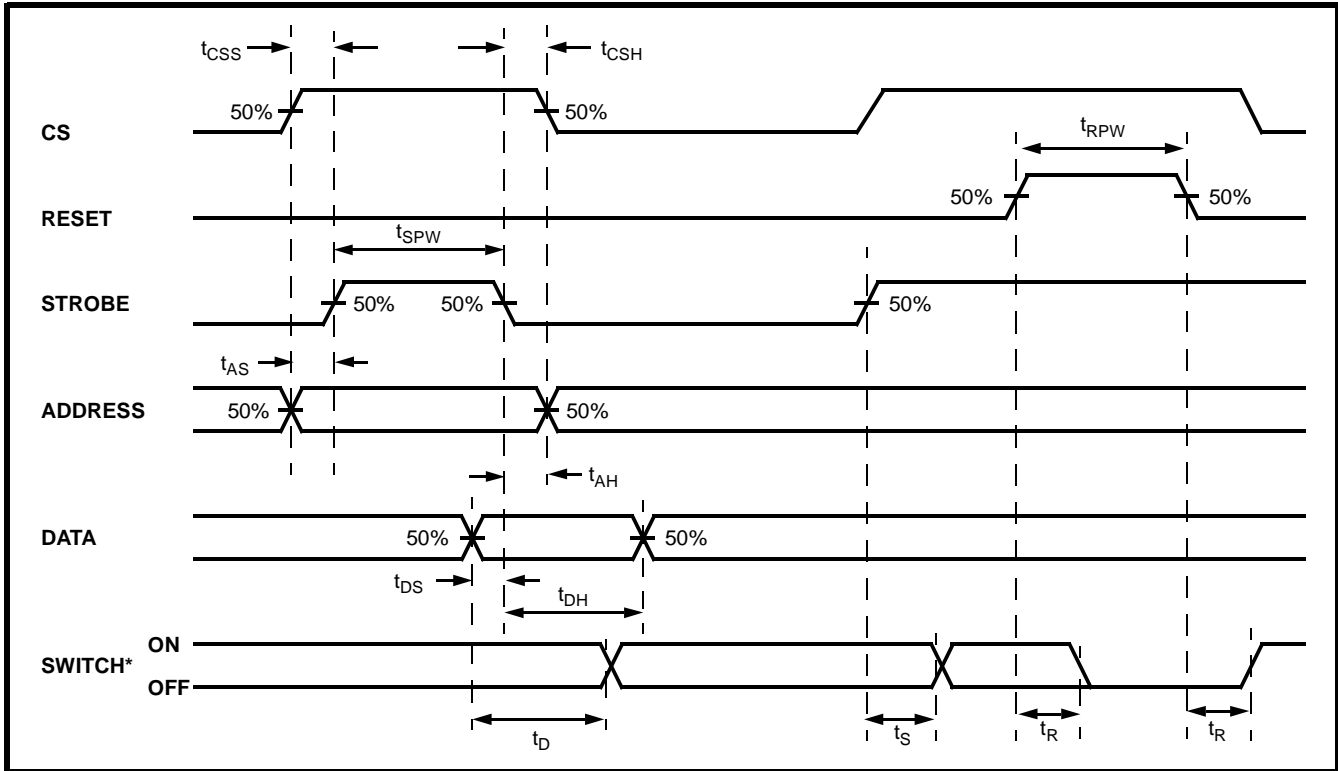 tCSS
tCSH
50%
50%
CS
tRPW
50%
50%
RESET
tSPW
STROBE
50%
50%
50%
tAS
ADDRESS
50%
50%
tAH
DATA
50%
50%
tDS
tDH
ON
SWITCH*
OFF
tD
tS
tR
tR